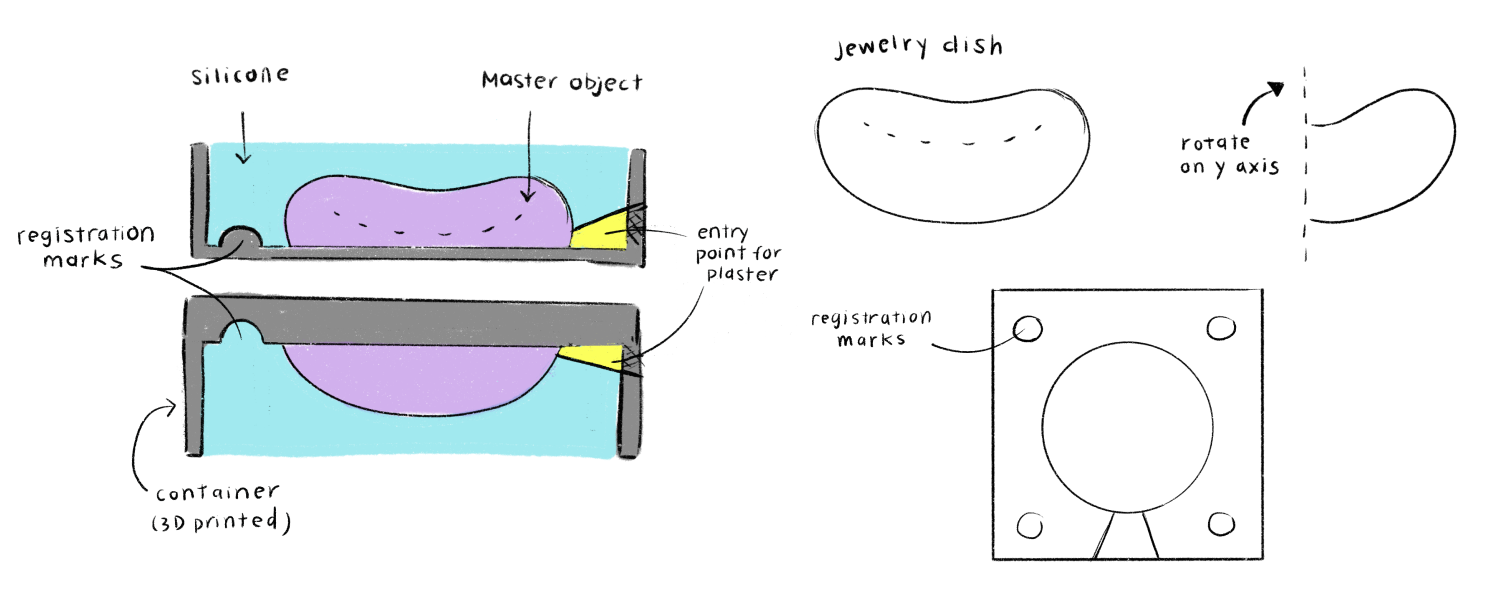 silicone
Master object
registration
marks
entry
point for
plaster
container
(3D printed)
Jewelry dish
rotate
on y axis
registration
marks